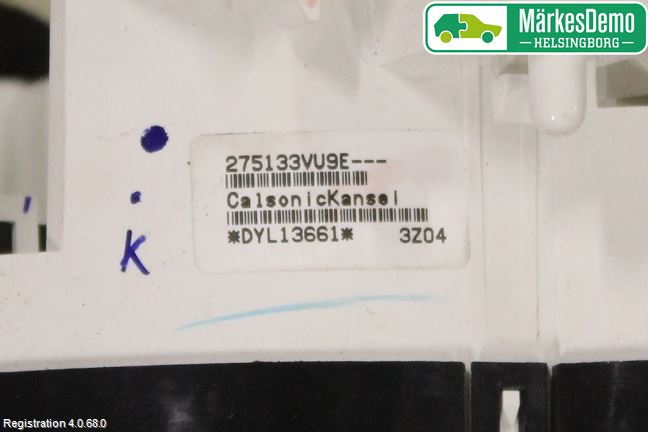 MärkesDemo
HELSINGBORG
275133VU9E---
CalsonicKansei
*DYL13661* 3Z04
K
Registration 4.0.68.0